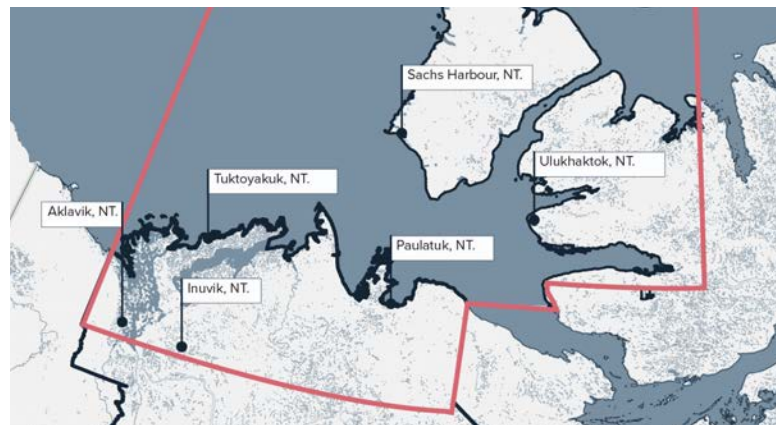 Sachs Harbour, NT.
Ulukhaktok, NT.
Tuktoyakuk, NT.
Aklavik, NT.
Paulatuk, NT.
Inuvik, NT.